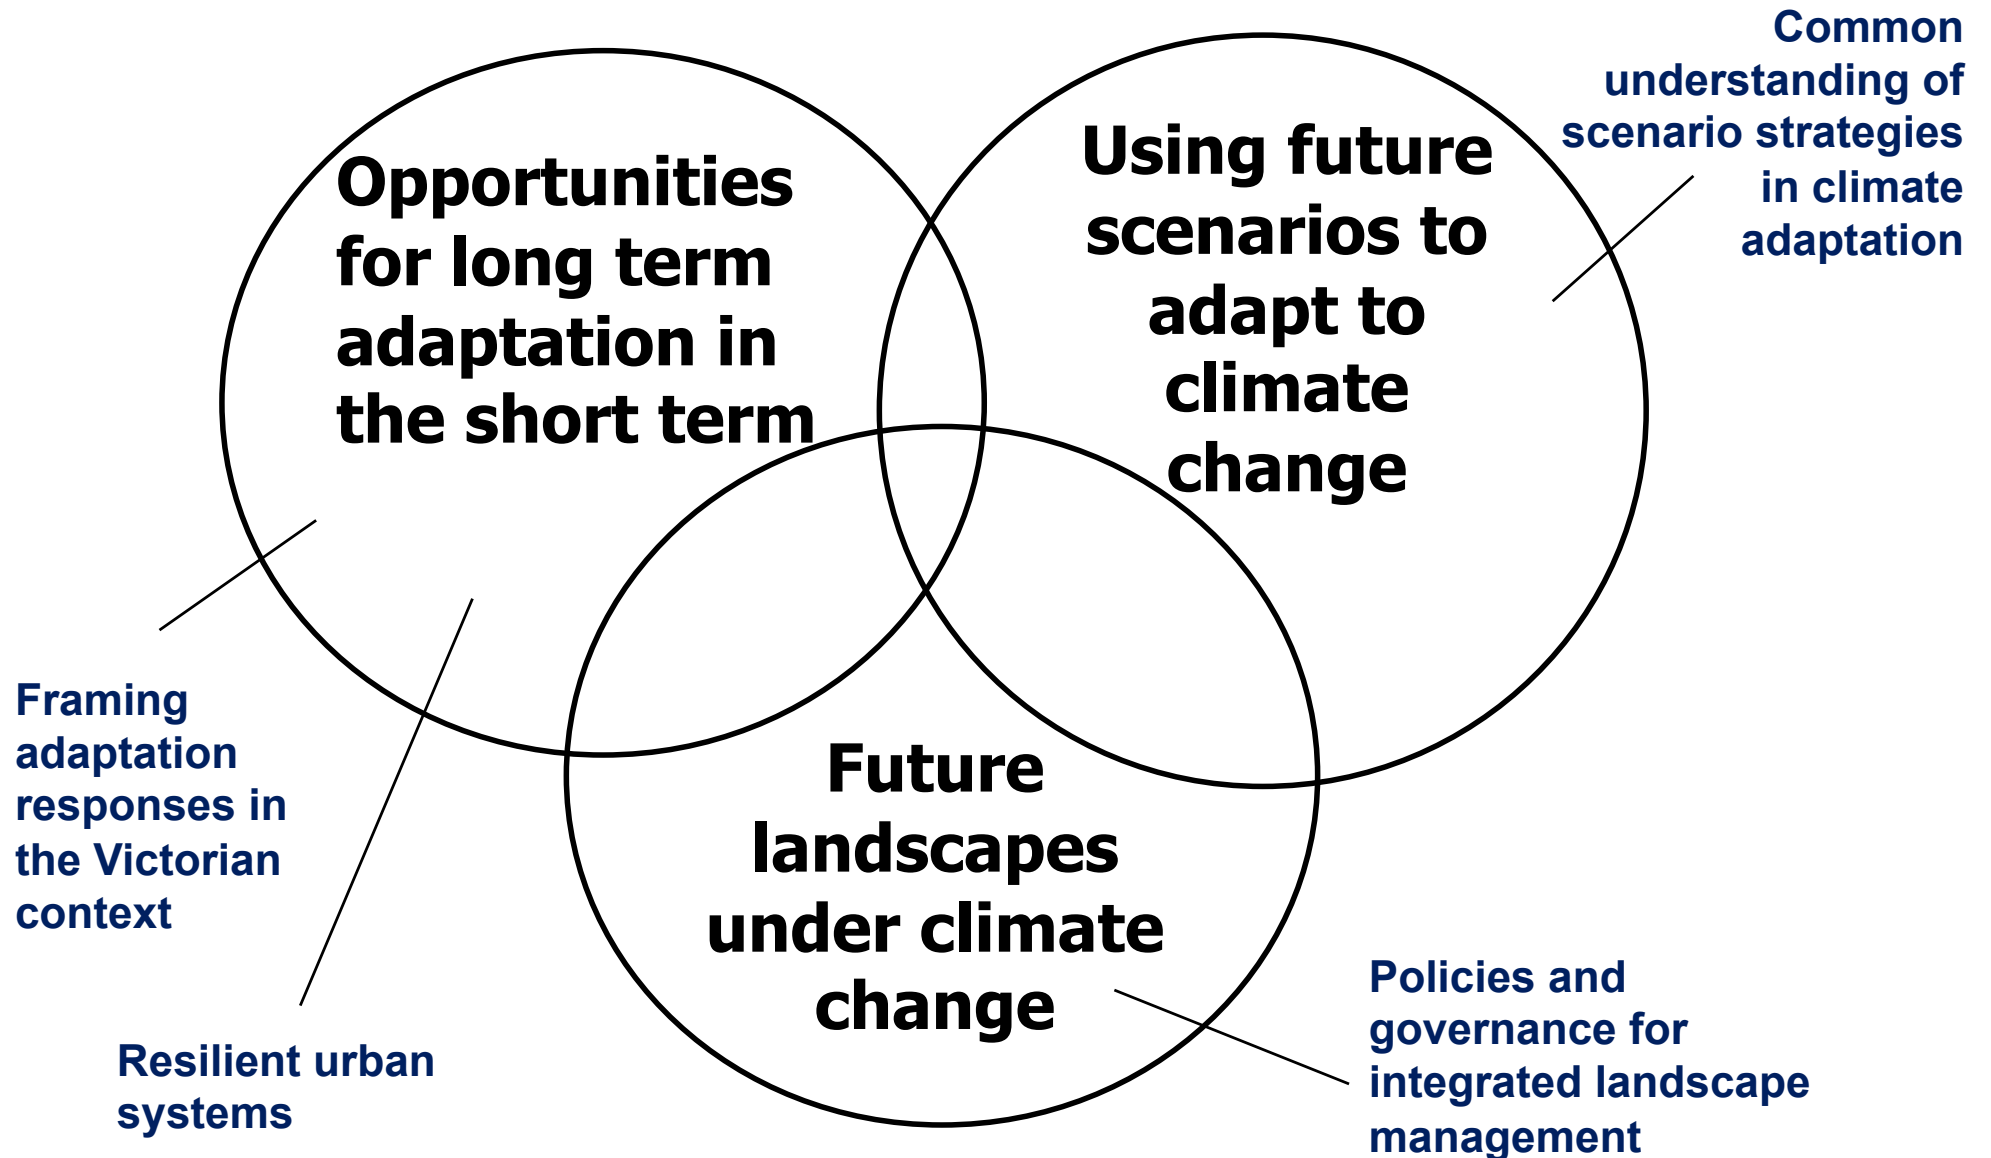 Opportunities
for long term
adaptation in
the short term
Using future
scenarios to
adapt to
climate
change
Common
understanding of
scenario strategies
in climate
adaptation
Framing
adaptation
responses in
the Victorian
context
Resilient urban
systems
Future
landscapes
under climate
change
Policies and
governance for
integrated landscape
management